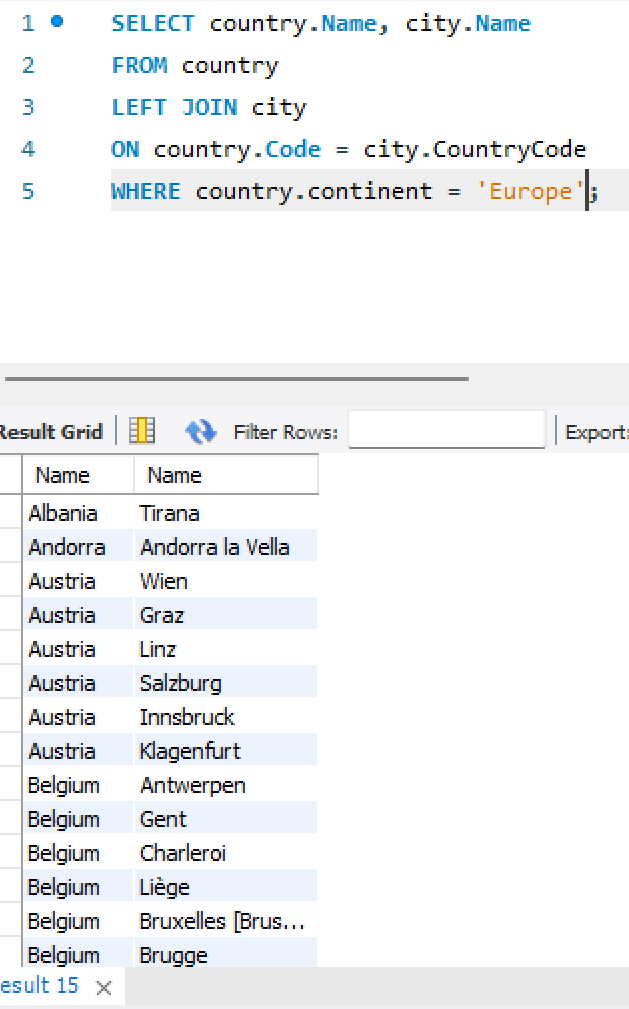 1 SELECT country.Name, city.Name
2 FROM country
3 LEFT JOIN city
4 ON country.Code = city.CountryCode
5 WHERE country.continent = 'Europe';
Result Grid Filter Rows: Export:
Name Name
Albania Tirana
Andorra Andorra la Vella
Austria Wien
Austria Graz
Austria Linz
Austria Salzburg
Austria Innsbruck
Austria Klagenfurt
Belgium Antwerpen
Belgium Gent
Belgium Charleroi
Belgium Liège
Belgium Bruxelles [Brus...
Belgium Brugge
esult 15 ×